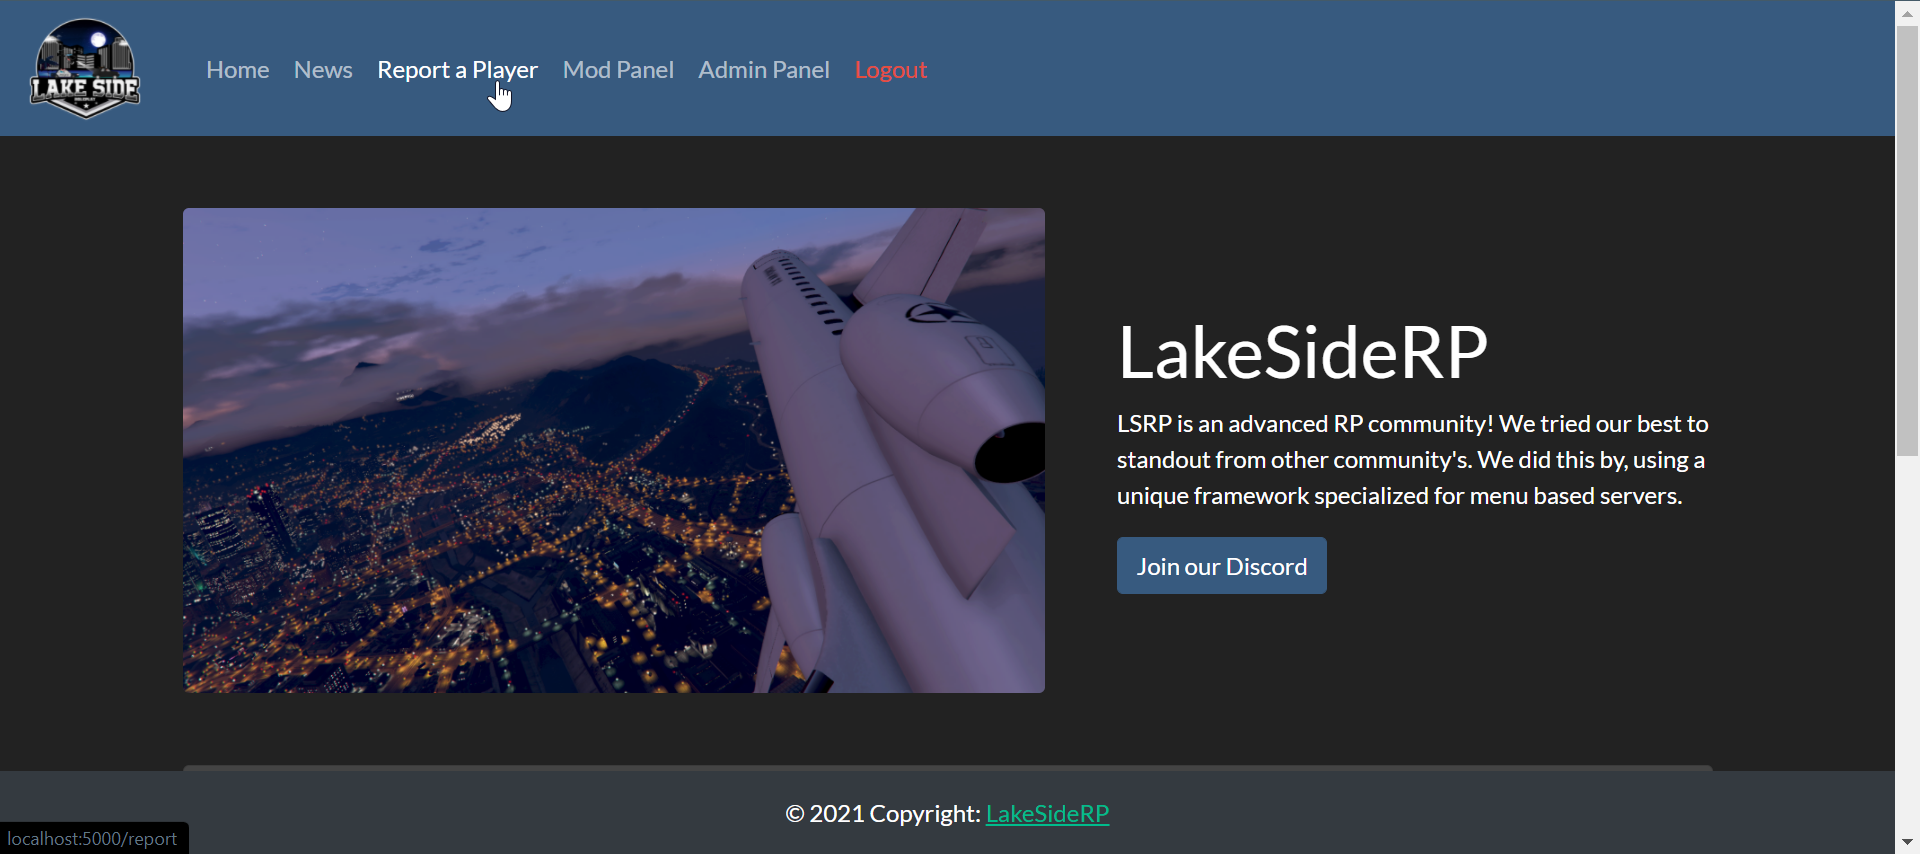 LAKE SIDE
ROLEPLAY
Home News Report a Player Mod Panel Admin Panel Logout
LakeSideRP
LSRP is an advanced RP community! We tried our best to
standout from other community's. We did this by, using a
unique framework specialized for menu based servers.
Join our Discord
© 2021 Copyright: LakeSideRP
localhost:5000/report